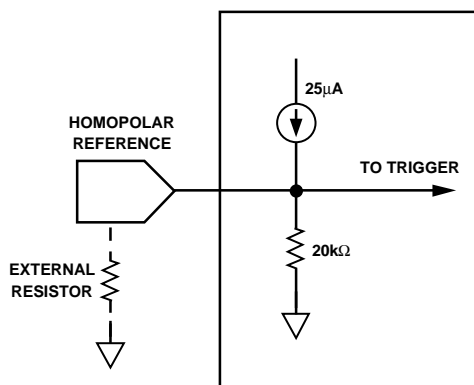 25µA
HOMOPOLAR
REFERENCE
TO TRIGGER
20kΩ
EXTERNAL
RESISTOR